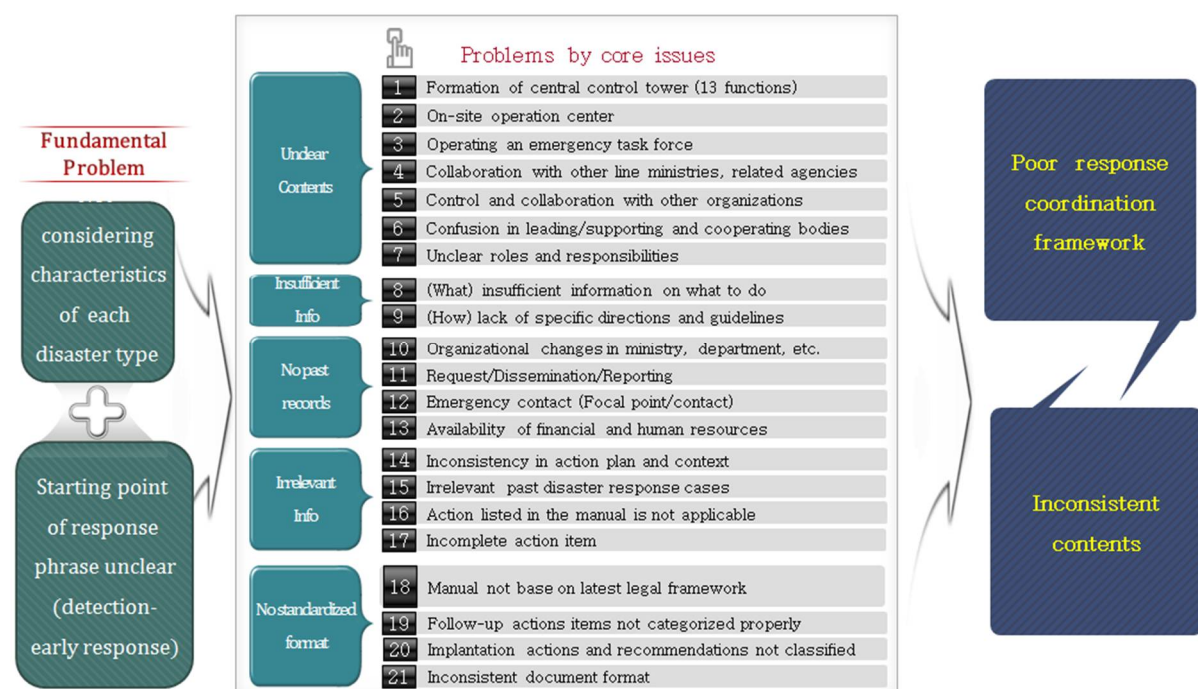 Problems by core issues
Fundamental
Problem
considering
characteristics
of each
disaster type
Starting point
of response
phrase unclear
(detection-
early response)
Unclear
Contents
1 Formation of central control tower (13 functions)
2 On-site operation center
3 Operating an emergency task force
4 Collaboration with other line ministries, related agencies
5 Control and collaboration with other organizations
6 Confusion in leading/supporting and cooperating bodies
7 Unclear roles and responsibilities
Insufficient
Info
8 (What) insufficient information on what to do
9 (How) lack of specific directions and guidelines
No past
records
10 Organizational changes in ministry, department, etc.
11 Request/Dissemination/Reporting
12 Emergency contact (Focal point/contact)
13 Availability of financial and human resources
Irrelevant
Info
14 Inconsistency in action plan and context
15 Irrelevant past disaster response cases
16 Action listed in the manual is not applicable
17 Incomplete action item
No standardized
format
18 Manual not base on latest legal framework
19 Follow-up actions items not categorized properly
20 Implantation actions and recommendations not classified
21 Inconsistent document format
Poor response
coordination
framework
Inconsistent
contents